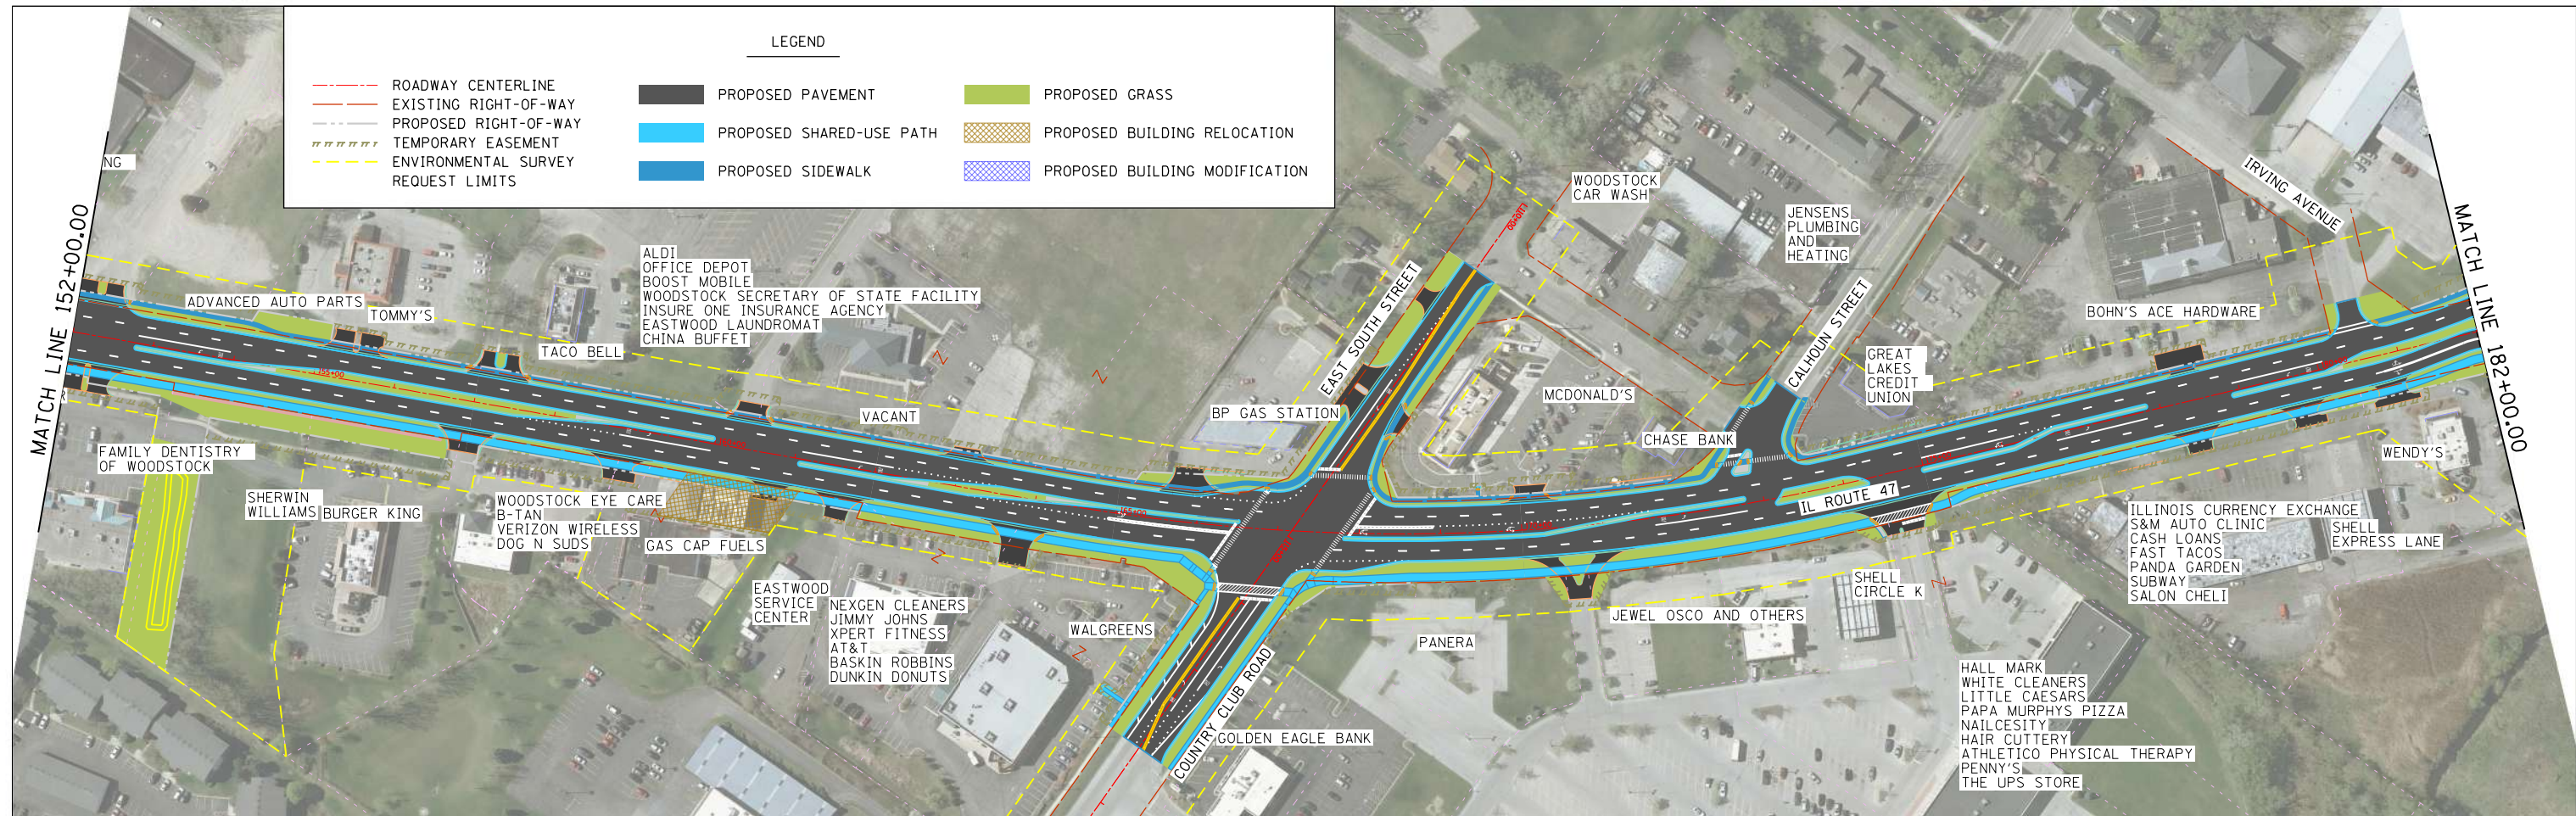 LEGEND
ROADWAY CENTERLINE
EXISTING RIGHT-OF-WAY
PROPOSED RIGHT-OF-WAY
TEMPORARY EASEMENT
ENVIRONMENTAL SURVEY
REQUEST LIMITS
PROPOSED PAVEMENT
PROPOSED SHARED-USE PATH
PROPOSED SIDEWALK
PROPOSED GRASS
PROPOSED BUILDING RELOCATION
PROPOSED BUILDING MODIFICATION
NG
MATCH LINE 152+00.00
ADVANCED AUTO PARTS
TOMMY'S
TACO BELL
ALDI
OFFICE DEPOT
BOOST MOBILE
WOODSTOCK SECRETARY OF STATE FACILITY
INSURE ONE INSURANCE AGENCY
EASTWOOD LAUNDROMAT
CHINA BUFFET
VACANT
BP GAS STATION
EAST SOUTH STREET
WOODSTOCK
CAR WASH
MCDONALD'S
JENSENS
PLUMBING
AND
HEATING
CHASE BANK
CALHOUN STREET
GREAT
LAKES
CREDIT
UNION
BOHN'S ACE HARDWARE
IRVING AVENUE
MATCH LINE 182+00.00
IL ROUTE 47
155+00
FAMILY DENTISTRY
OF WOODSTOCK
SHERWIN
WILLIAMS
BURGER KING
WOODSTOCK EYE CARE
B-TAN
VERIZON WIRELESS
DOG N SUDS
GAS CAP FUELS
EASTWOOD
SERVICE
CENTER
NEXGEN CLEANERS
JIMMY JOHNS
XPERT FITNESS
AT&T
BASKIN ROBBINS
DUNKIN DONUTS
WALGREENS
COUNTRY CLUB ROAD
GOLDEN EAGLE BANK
PANERA
JEWEL OSCO AND OTHERS
SHELL
CIRCLE K
HALL MARK
WHITE CLEANERS
LITTLE CAESARS
PAPA MURPHYS PIZZA
NAILCESITY
HAIR CUTTERY
ATHLETICO PHYSICAL THERAPY
PENNY'S
THE UPS STORE
ILLINOIS CURRENCY EXCHANGE
S&M AUTO CLINIC
CASH LOANS
FAST TACOS
PANDA GARDEN
SUBWAY
SALON CHELI
SHELL
EXPRESS LANE
WENDY'S